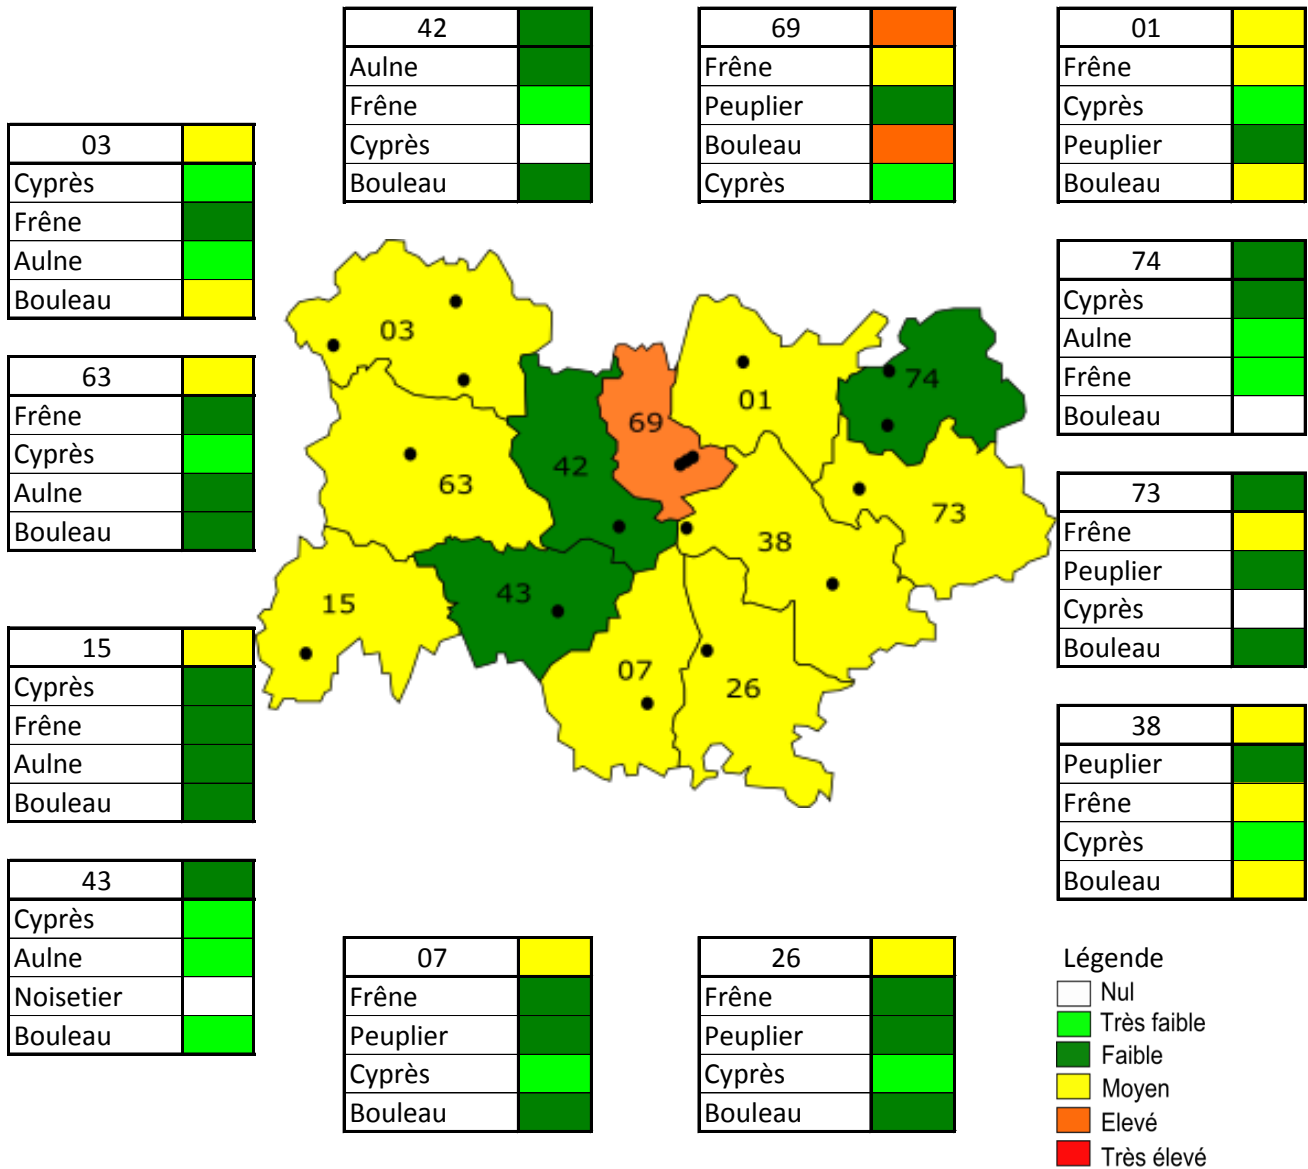 42
Aulne
Frêne
Cyprès
Bouleau
69
Frêne
Peuplier
Bouleau
Cyprès
01
Frêne
Cyprès
Peuplier
Bouleau
03
Cyprès
Frêne
Aulne
Bouleau
63
Frêne
Cyprès
Aulne
Bouleau
15
Cyprès
Frêne
Aulne
Bouleau
43
Cyprès
Aulne
Noisetier
Bouleau
03
01
74
69
42
63
73
38
43
15
07
26
74
Cyprès
Aulne
Frêne
Bouleau
73
Frêne
Peuplier
Cyprès
Bouleau
38
Peuplier
Frêne
Cyprès
Bouleau
07
Frêne
Peuplier
Cyprès
Bouleau
26
Frêne
Peuplier
Cyprès
Bouleau
Légende
Nul
Très faible
Faible
Moyen
Elevé
Très élevé